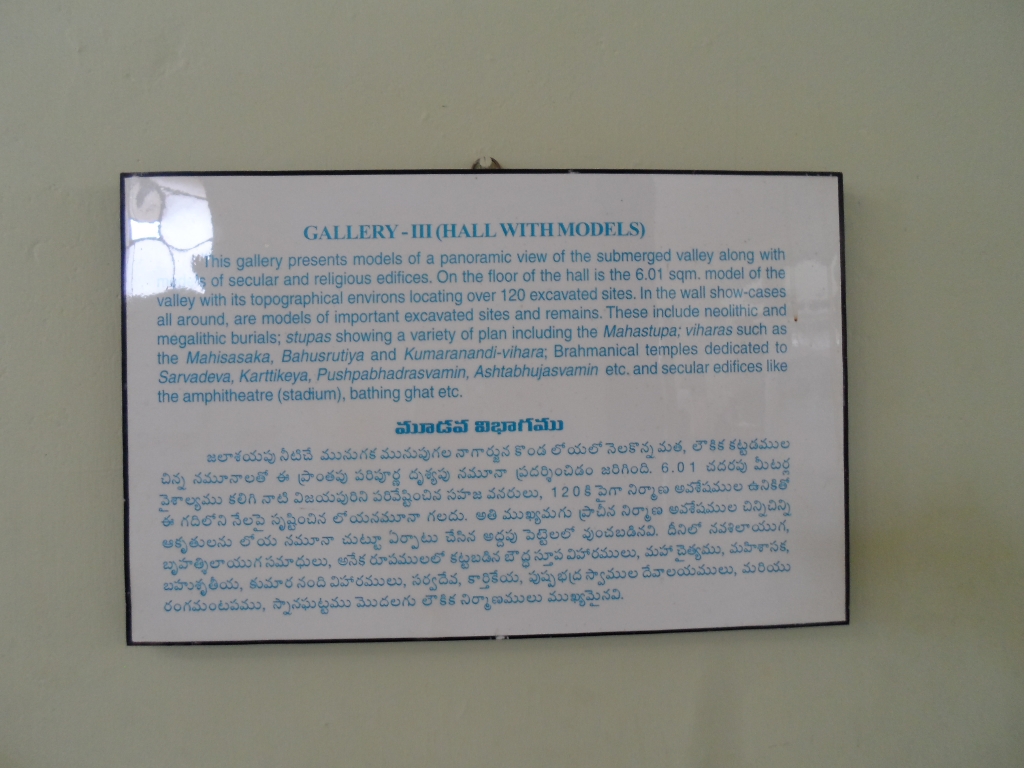 GALLERY - III (HALL WITH MODELS)
This gallery presents models of a panoramic view of the submerged valley along with
of secular and religious edifices. On the floor of the hall is the 6.01 sqm. model of the
valley with its topographical environs locating over 120 excavated sites. In the wall show-cases
all around, are models of important excavated sites and remains. These include neolithic and
megalithic burials; stupas showing a variety of plan including the Mahastupa; viharas such as
the Mahisasaka, Bahusrutiya and Kumaranandi-vihara; Brahmanical temples dedicated to
Sarvadeva, Karttikeya, Pushpabhadrasvamin, Ashtabhujasvamin etc. and secular edifices like
the amphitheatre (stadium), bathing ghat etc.
మూడవ విభాగము
జలాశయపు నీటిచే మునుగక మునుపుగల నాగార్జున కొండ లోయలో నెలకొన్న మత, లౌకిక కట్టడముల
చిన్న నమూనాలతో ఈ ప్రాంతపు పరిపూర్ణ దృశ్యపు నమూనా ప్రదర్శించిడం జరిగింది. 6.01 చదరపు మీటర్ల
వైశాల్యము కలిగి నాటి విజయపురిని పరివేష్టించిన సహజ వనరులు, 120కి పైగా నిర్మాణ అవశేషముల ఉనికితో
ఈ గదిలోని నేలపై సృష్టించిన లోయనమూనా గలదు. అతి ముఖ్యమగు ప్రాచీన నిర్మాణ అవశేషముల చిన్నిచిన్ని
ఆకృతులను లోయ నమూనా చుట్టూ ఏర్పాటు చేసిన అద్దపు పెట్టెలలో వుంచబడినవి. దీనిలో నవశిలాయుగ,
బృహత్శిలాయుగ సమాధులు, అనేక రూపములలో కట్టబడిన బౌద్ధ స్తూప విహారములు, మహా చైత్యము, మహిశాసక,
బహుశృతీయ, కుమార నంది విహారములు, సర్వదేవ, కార్తికేయ, పుష్పభద్ర స్వాముల దేవాలయములు, మరియు
రంగమంటపము, స్నానఘట్టము మొదలగు లౌకిక నిర్మాణములు ముఖ్యమైనవి.